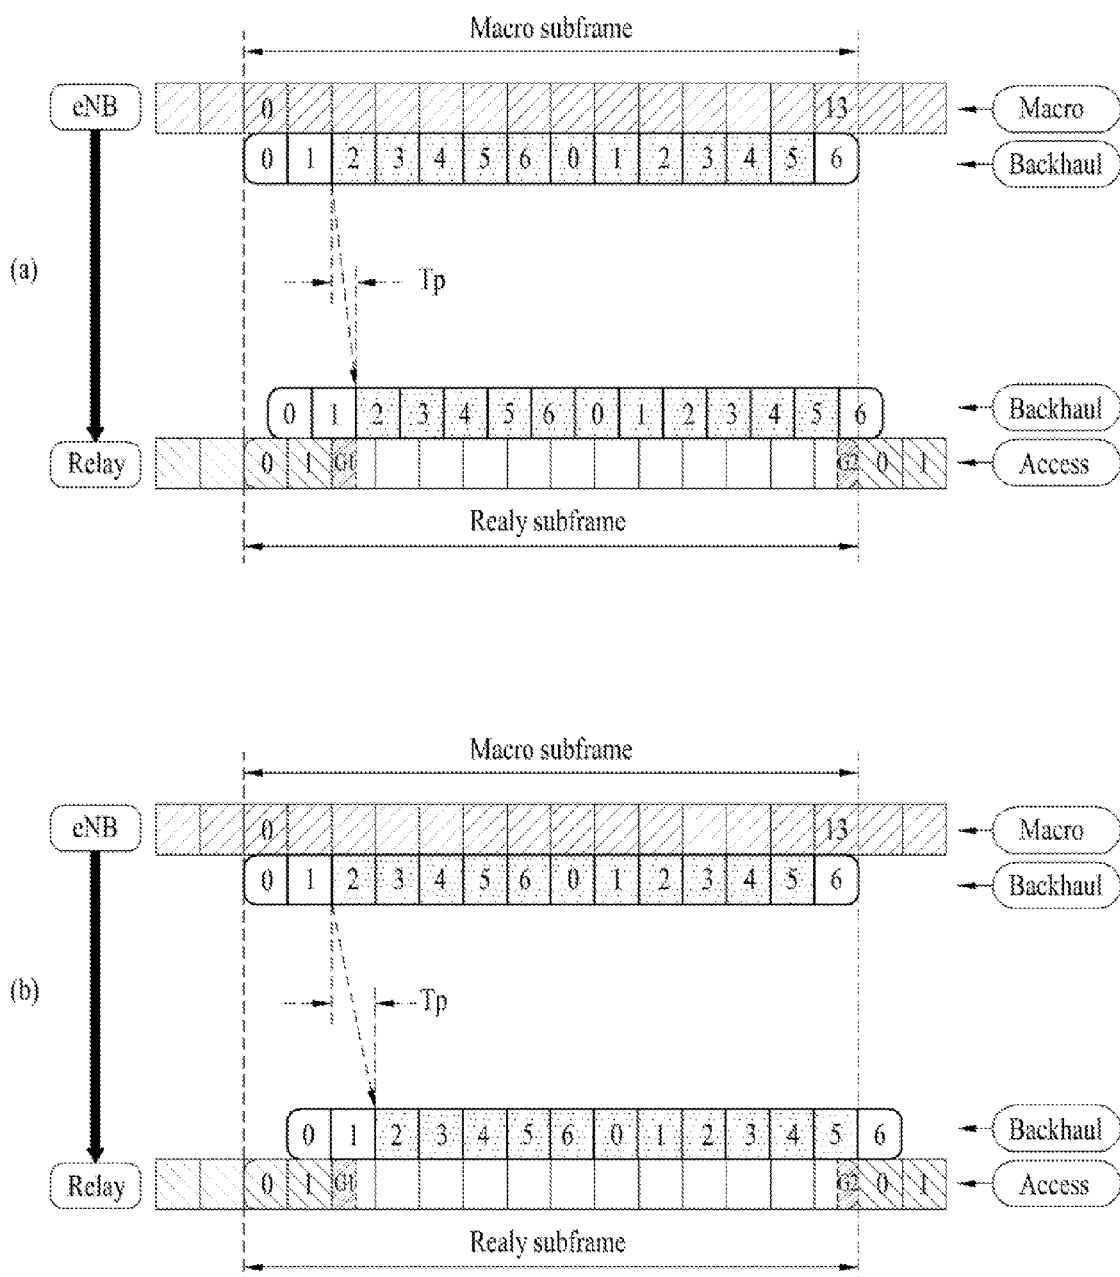 Macro subframe
eNB 0 13 Macro
0 1 2 3 4 5 6 0 1 2 3 4 5 6 Backhaul
(a)
Tp
0 1 2 3 4 5 6 0 1 2 3 4 5 6 Backhaul
Relay 0 1 G1 G2 0 1 Access
Realy subframe
Macro subframe
eNB 0 13 Macro
0 1 2 3 4 5 6 0 1 2 3 4 5 6 Backhaul
(b)
Tp
0 1 2 3 4 5 6 0 1 2 3 4 5 6 Backhaul
Relay 0 1 G1 G2 0 1 Access
Realy subframe